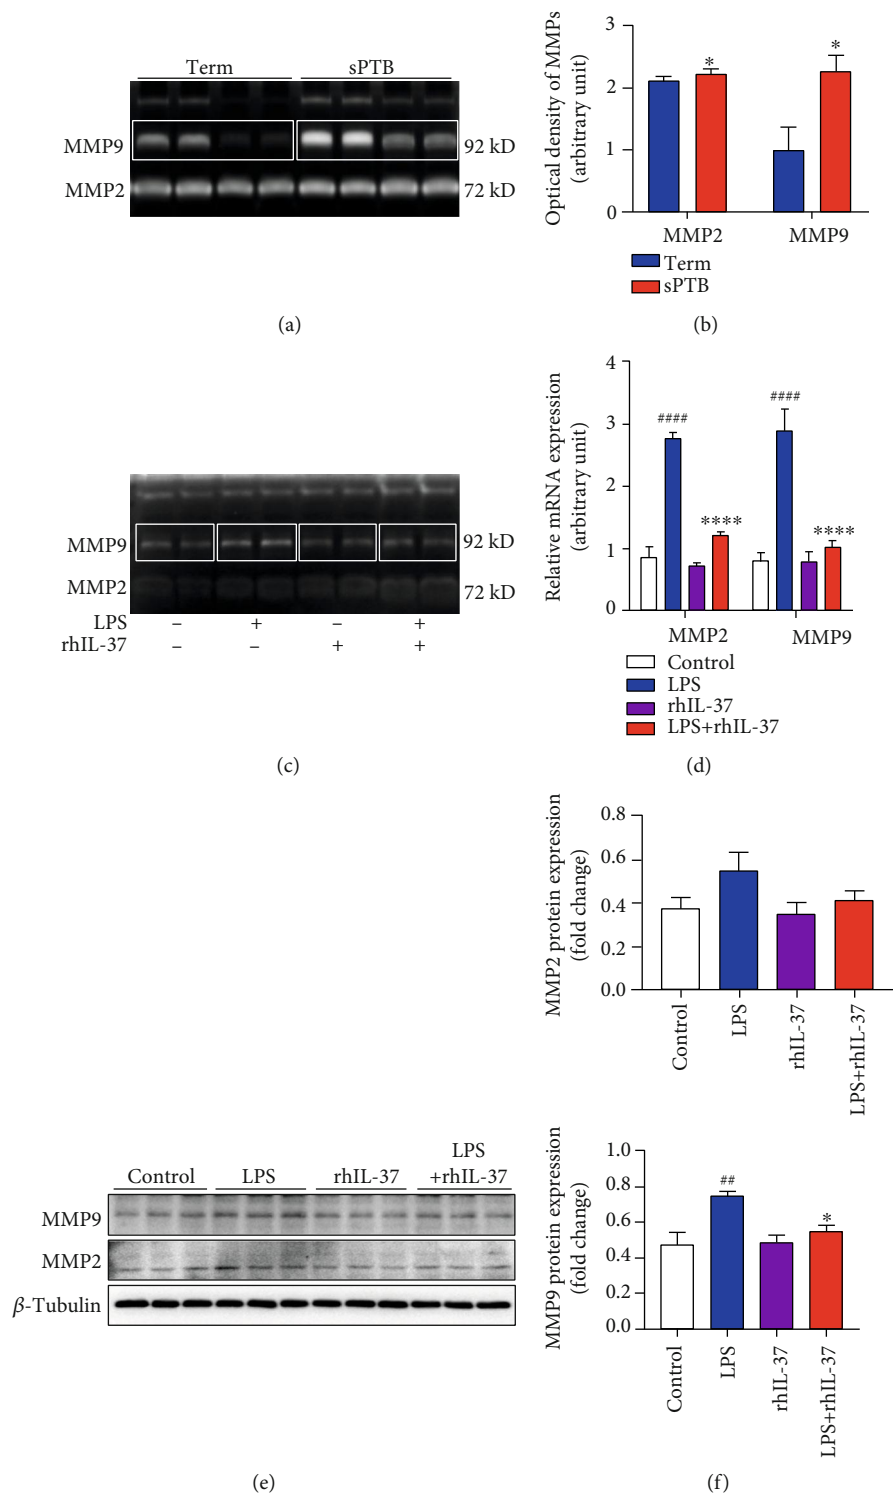 Term sPTB
MMP9 92 kD
MMP2 72 kD
(a)
Optical density of MMPs
(arbitrary unit)
3
2
1
0
* *
MMP2 MMP9
Term
sPTB
(b)
MMP9 92 kD
MMP2 72 kD
LPS – + – +
rhIL-37 – – + +
(c)
Relative mRNA expression
(arbitrary unit)
4
3
2
1
0
#### ####
**** ****
MMP2 MMP9
Control
LPS
rhIL-37
LPS+rhIL-37
(d)
Control LPS rhIL-37 LPS
+rhIL-37
MMP9
MMP2
β-Tubulin
(e)
MMP2 protein expression
(fold change)
0.8
0.6
0.4
0.2
0.0
Control LPS rhIL-37 LPS+rhIL-37
MMP9 protein expression
(fold change)
1.0
0.8
0.6
0.4
0.2
0.0
## *
Control LPS rhIL-37 LPS+rhIL-37
(f)